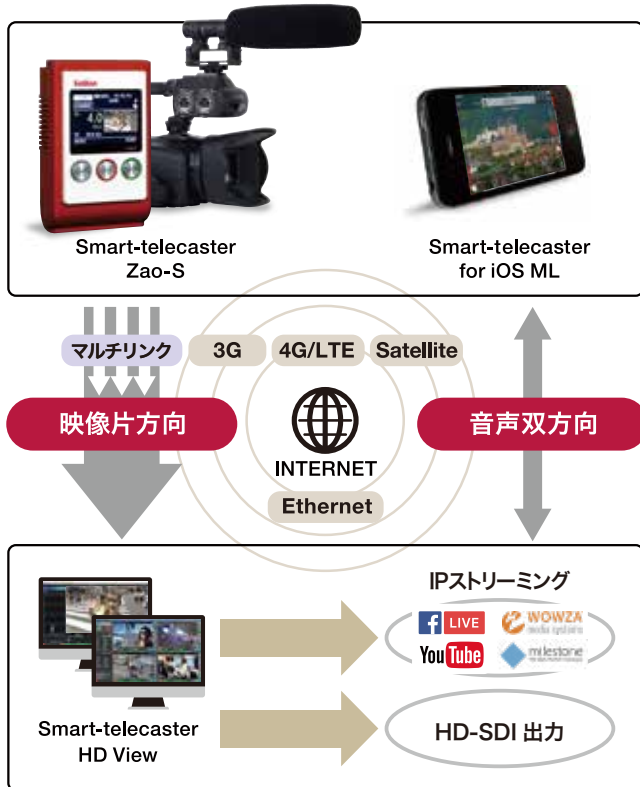 Smart-telecaster
Zao-S
Smart-telecaster
for iOS ML
マルチリンク
3G
4G/LTE
Satellite
映像片方向
音声双方向
INTERNET
Ethernet
IPストリーミング
f LIVE
WOWZA
media systems
YouTube
milestone
Smart-telecaster
HD View
HD-SDI 出力